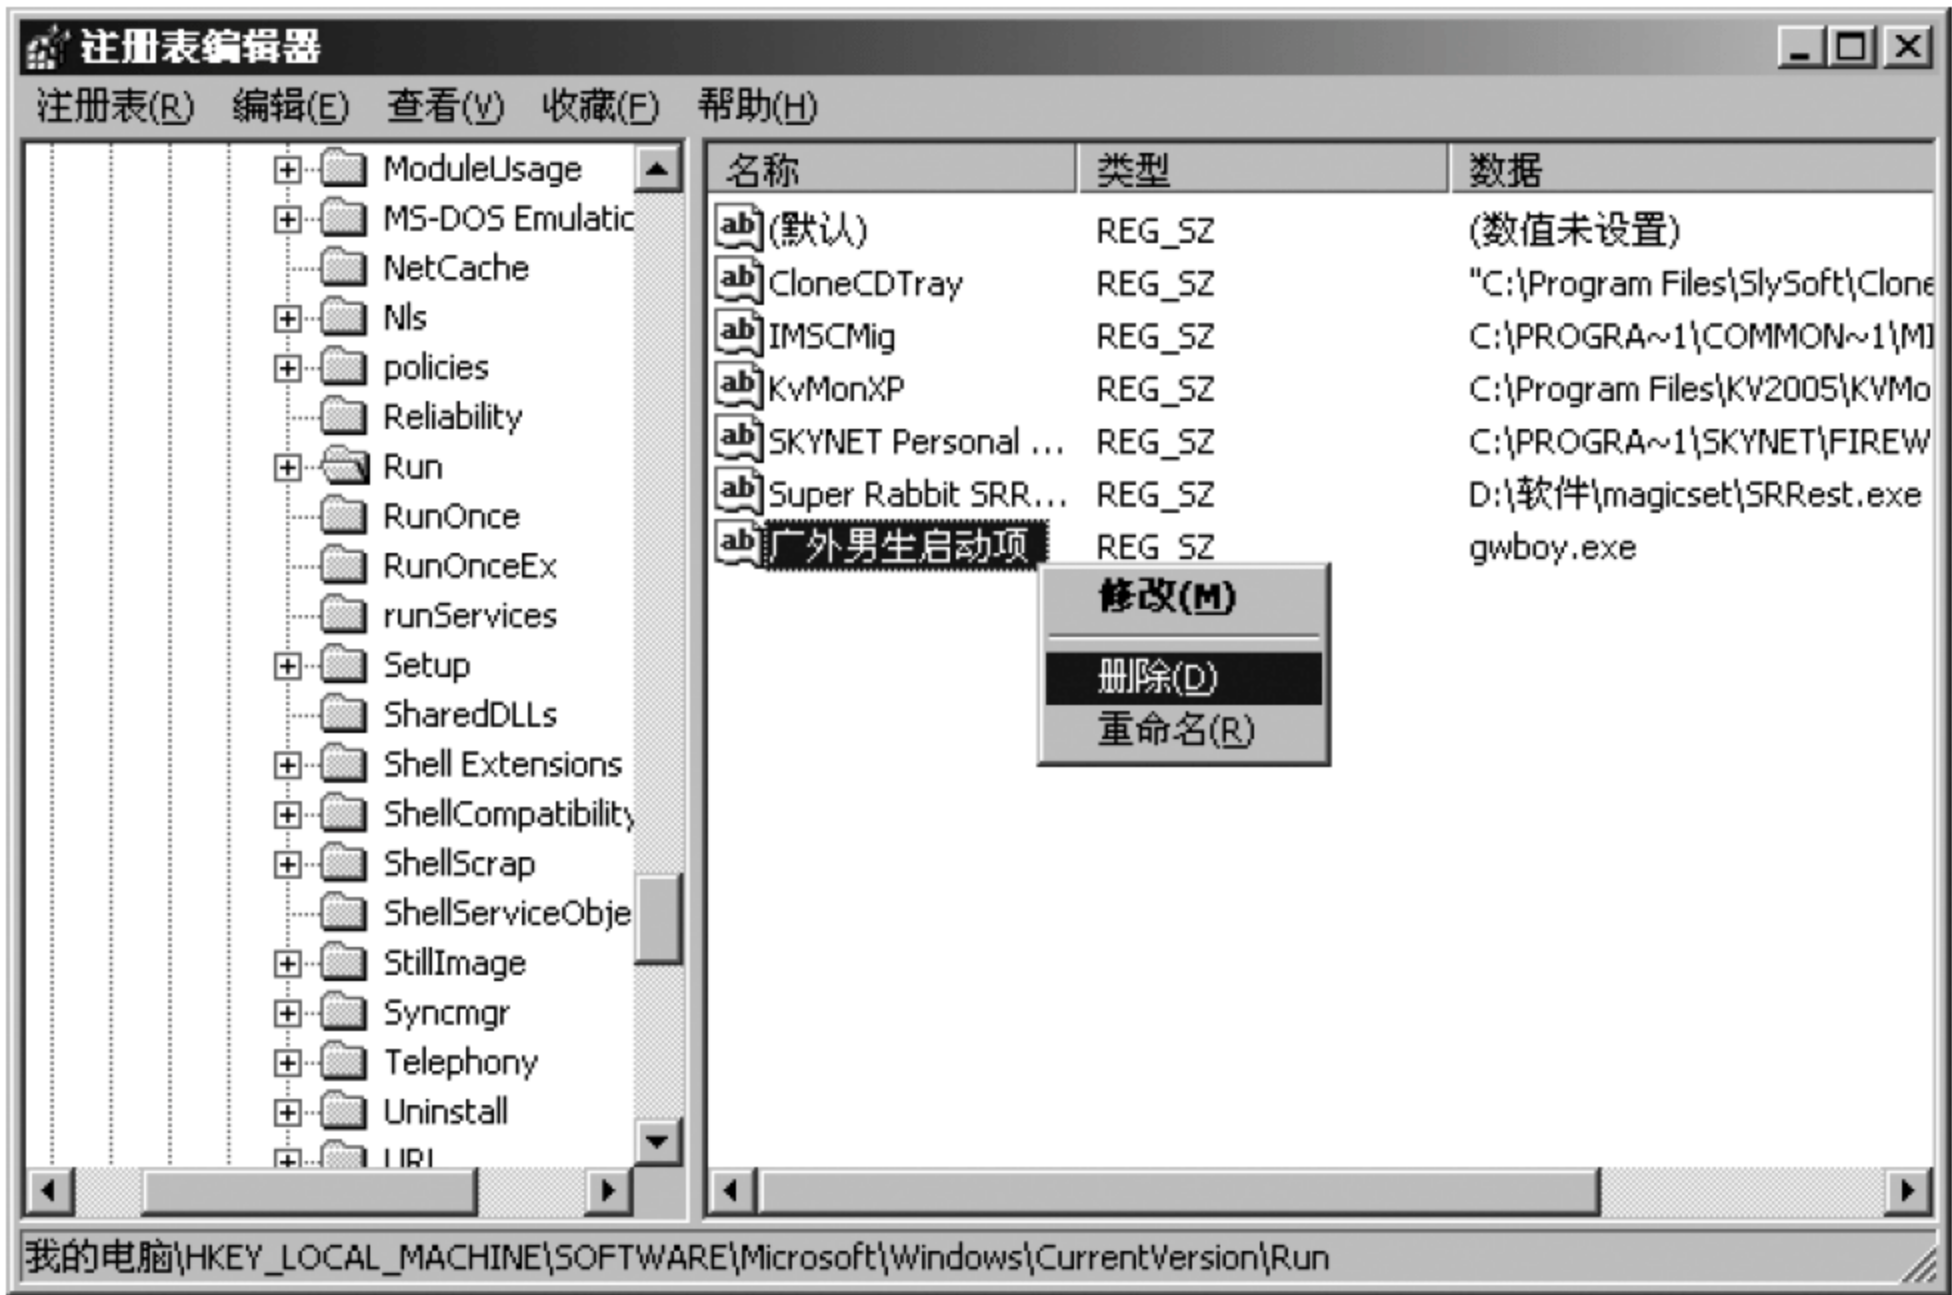 注册表编辑器
注册表(R) 编辑(E) 查看(V) 收藏(F) 帮助(H)
ModuleUsage
MS-DOS Emulatic
NetCache
Nls
policies
Reliability
Run
RunOnce
RunOnceEx
runServices
Setup
SharedDLLs
Shell Extensions
ShellCompatibility
ShellScrap
ShellServiceObje
StillImage
Syncmgr
Telephony
Uninstall
URL
名称 类型 数据
(默认) REG_SZ (数值未设置)
CloneCDTray REG_SZ "C:\Program Files\SlySoft\Clone
IMSCMig REG_SZ C:\PROGRA~1\COMMON~1\MI
KvMonXP REG_SZ C:\Program Files\KV2005\KVMo
SKYNET Personal ... REG_SZ C:\PROGRA~1\SKYNET\FIREW
Super Rabbit SRR... REG_SZ D:\软件\magicset\SRRest.exe
广外男生启动项 REG_SZ gwboy.exe
修改(M)
删除(D)
重命名(R)
我的电脑\HKEY_LOCAL_MACHINE\SOFTWARE\Microsoft\Windows\CurrentVersion\Run